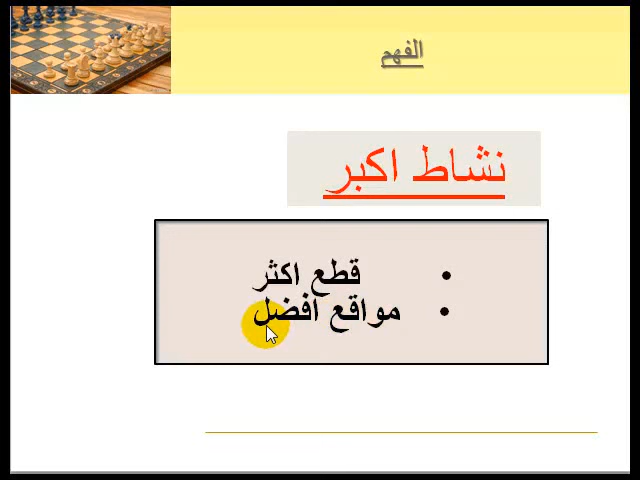 الفهم
نشاط اكبر
• قطع اكثر
• مواقع افضل